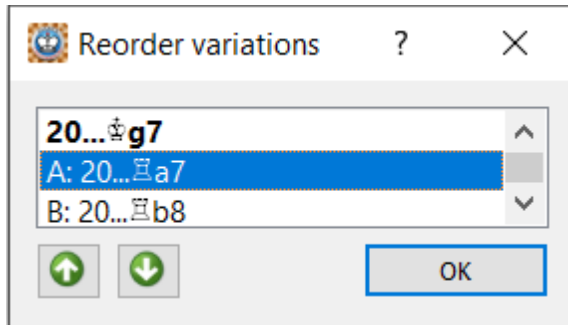 Reorder variations ? ×
20...♔g7
A: 20...♖a7
B: 20...♖b8
OK